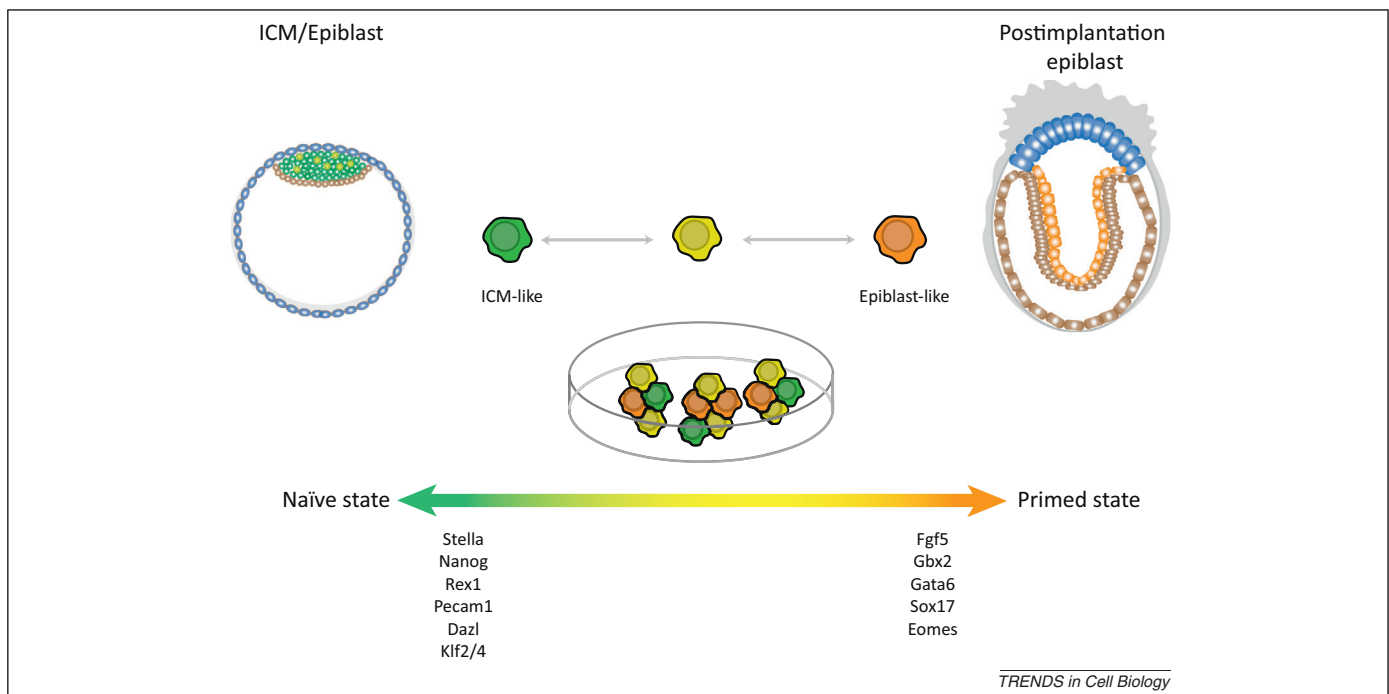 ICM/Epiblast
Postimplantation
epiblast
ICM-like
Epiblast-like
Naïve state
Primed state
Stella
Nanog
Rex1
Pecam1
Dazl
Klf2/4
Fgf5
Gbx2
Gata6
Sox17
Eomes
TRENDS in Cell Biology